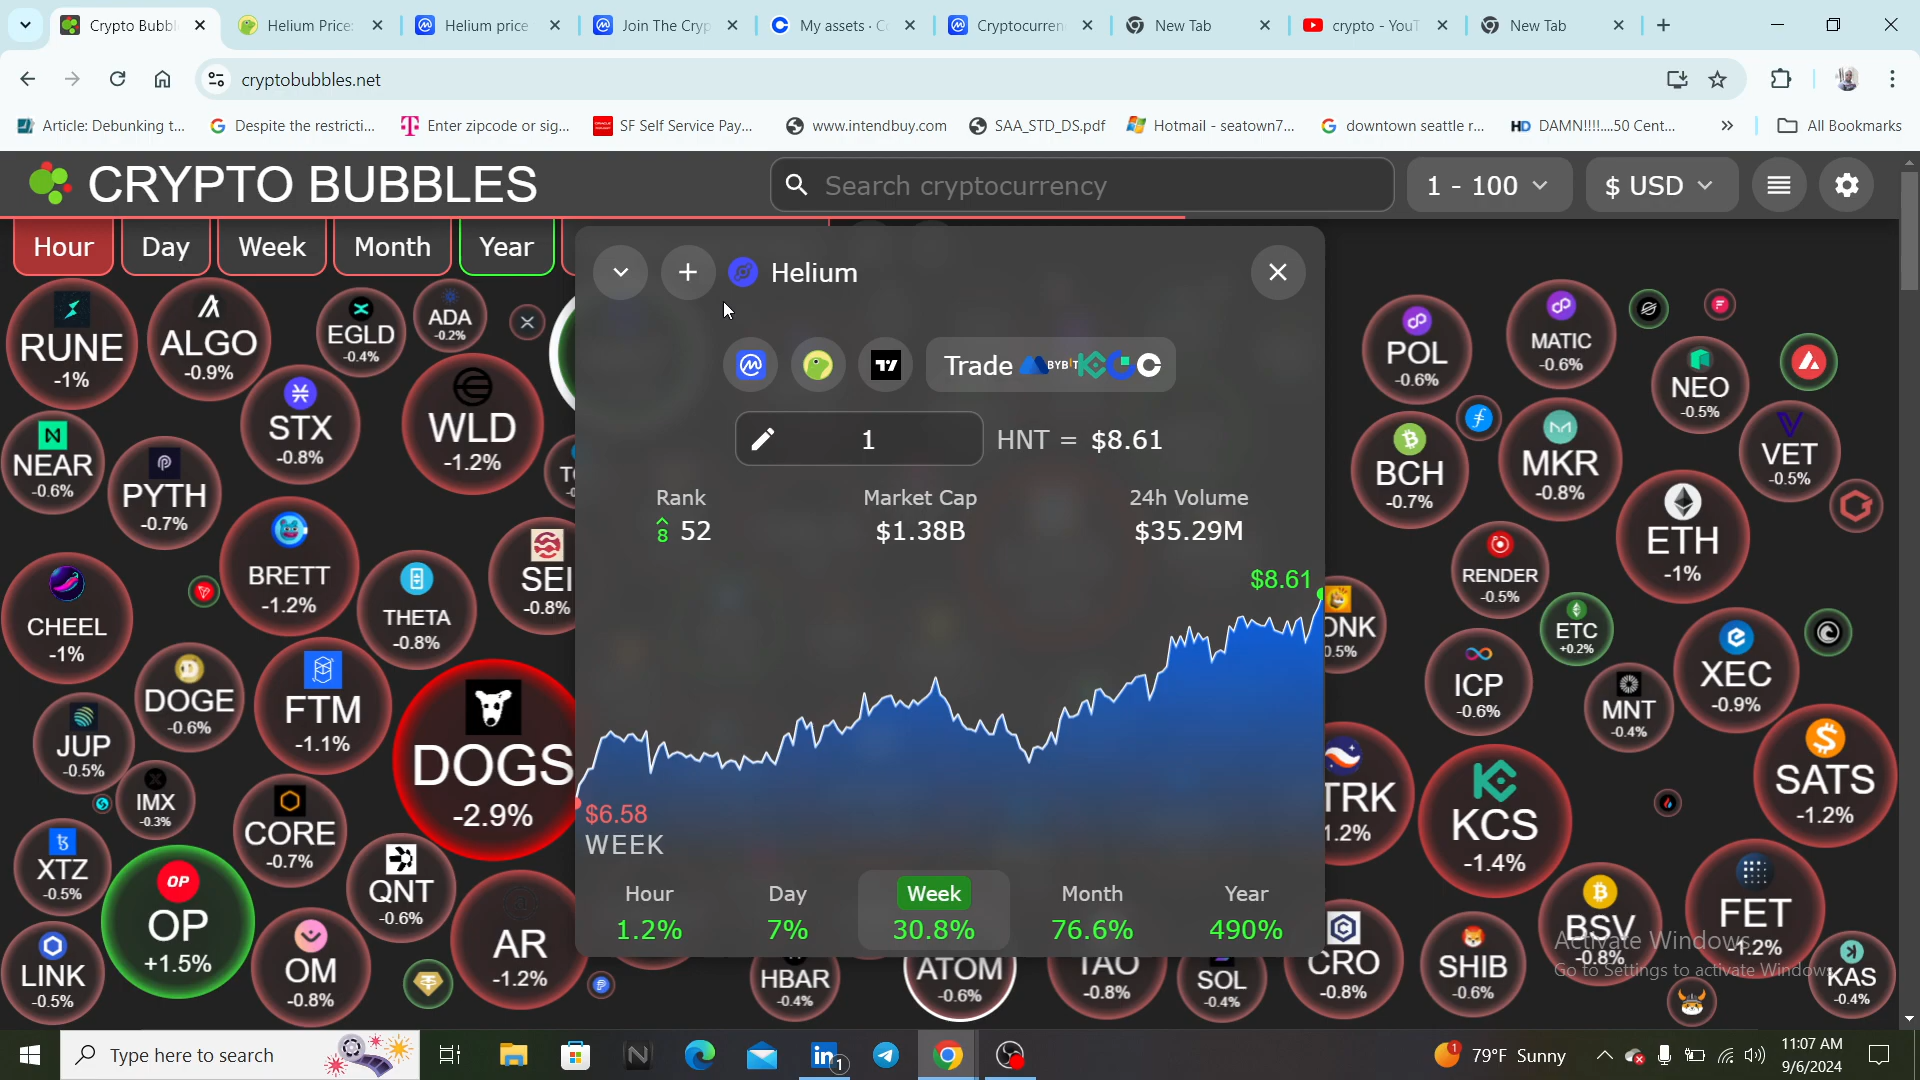 Crypto Bubbl
Helium Price:
Helium price
Join The Cryp
My assets · C
Cryptocurren
New Tab
crypto - YouT
New Tab
cryptobubbles.net
Article: Debunking t...
Despite the restricti...
Enter zipcode or sig...
SF Self Service Pay...
www.intendbuy.com
SAA_STD_DS.pdf
Hotmail - seatown7...
downtown seattle r...
HD DAMN!!!!....50 Cent...
All Bookmarks
CRYPTO BUBBLES
Search cryptocurrency
1 - 100
$ USD
Hour
Day
Week
Month
Year
Helium
Trade BYBIT
1
HNT = $8.61
Rank
8 52
Market Cap
$1.38B
24h Volume
$35.29M
$8.61
$6.58
WEEK
Hour
1.2%
Day
7%
Week
30.8%
Month
76.6%
Year
490%
RUNE
-1%
ALGO
-0.9%
EGLD
-0.4%
ADA
-0.2%
STX
-0.8%
WLD
-1.2%
NEAR
-0.6%
PYTH
-0.7%
BRETT
-1.2%
THETA
-0.8%
SEI
-0.8%
CHEEL
-1%
DOGE
-0.6%
FTM
-1.1%
DOGS
-2.9%
JUP
-0.5%
IMX
-0.3%
CORE
-0.7%
XTZ
-0.5%
OP
OP
+1.5%
QNT
-0.6%
LINK
-0.5%
OM
-0.8%
AR
-1.2%
HBAR
-0.4%
ATOM
-0.6%
TAO
-0.8%
SOL
-0.4%
CRO
-0.8%
SHIB
-0.6%
POL
-0.6%
MATIC
-0.6%
NEO
-0.5%
BCH
-0.7%
MKR
-0.8%
VET
-0.5%
ETH
-1%
RENDER
-0.5%
ONK
0.5%
ETC
+0.2%
ICP
-0.6%
MNT
-0.4%
XEC
-0.9%
TRK
1.2%
KCS
-1.4%
SATS
-1.2%
BSV
-0.8%
FET
-1.2%
KAS
-0.4%
Activate Windows
Go to Settings to activate Windows.
Type here to search
1
1
79°F Sunny
11:07 AM
9/6/2024